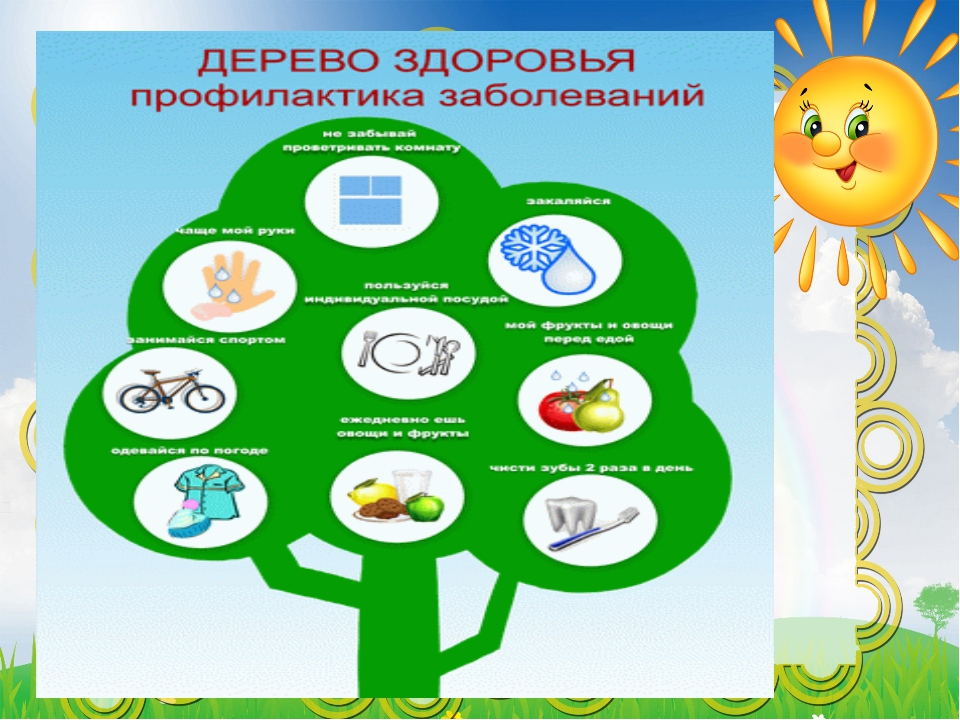 ДЕРЕВО ЗДОРОВЬЯ
профилактика заболеваний
не забывай
проветривать комнату
закаляйся
чаще мой руки
пользуйся
индивидуальной посудой
мой фрукты и овощи
перед едой
занимайся спортом
ежедневно ешь
овощи и фрукты
одевайся по погоде
чисти зубы 2 раза в день